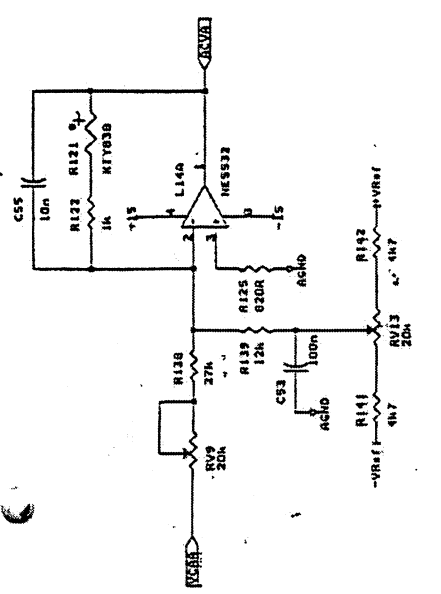 ACVA
C55
10n
R121
KTY83B
R122
1k
L14A
NE5532
+15
4
1
2
3
8
-15
R125
820R
AGND
R138
27k
R139
12k
C53
100n
AGND
RV9
20k
VCAA
R142
4k7
+VRef
RV13
20k
R141
4k7
-VRef